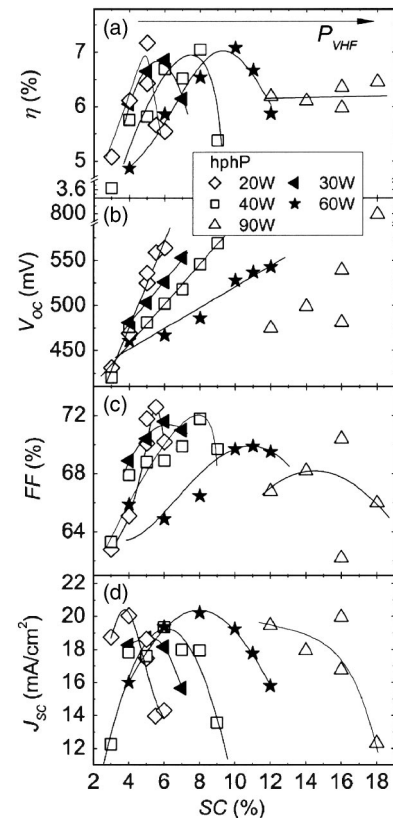 (a)
P_VHF
η (%)
7
6
5
3.6
hphP
20W
30W
40W
60W
90W
(b)
V_OC (mV)
800
550
500
450
(c)
FF (%)
72
68
64
(d)
J_SC (mA/cm²)
22
20
18
16
14
12
2 4 6 8 10 12 14 16 18
SC (%)